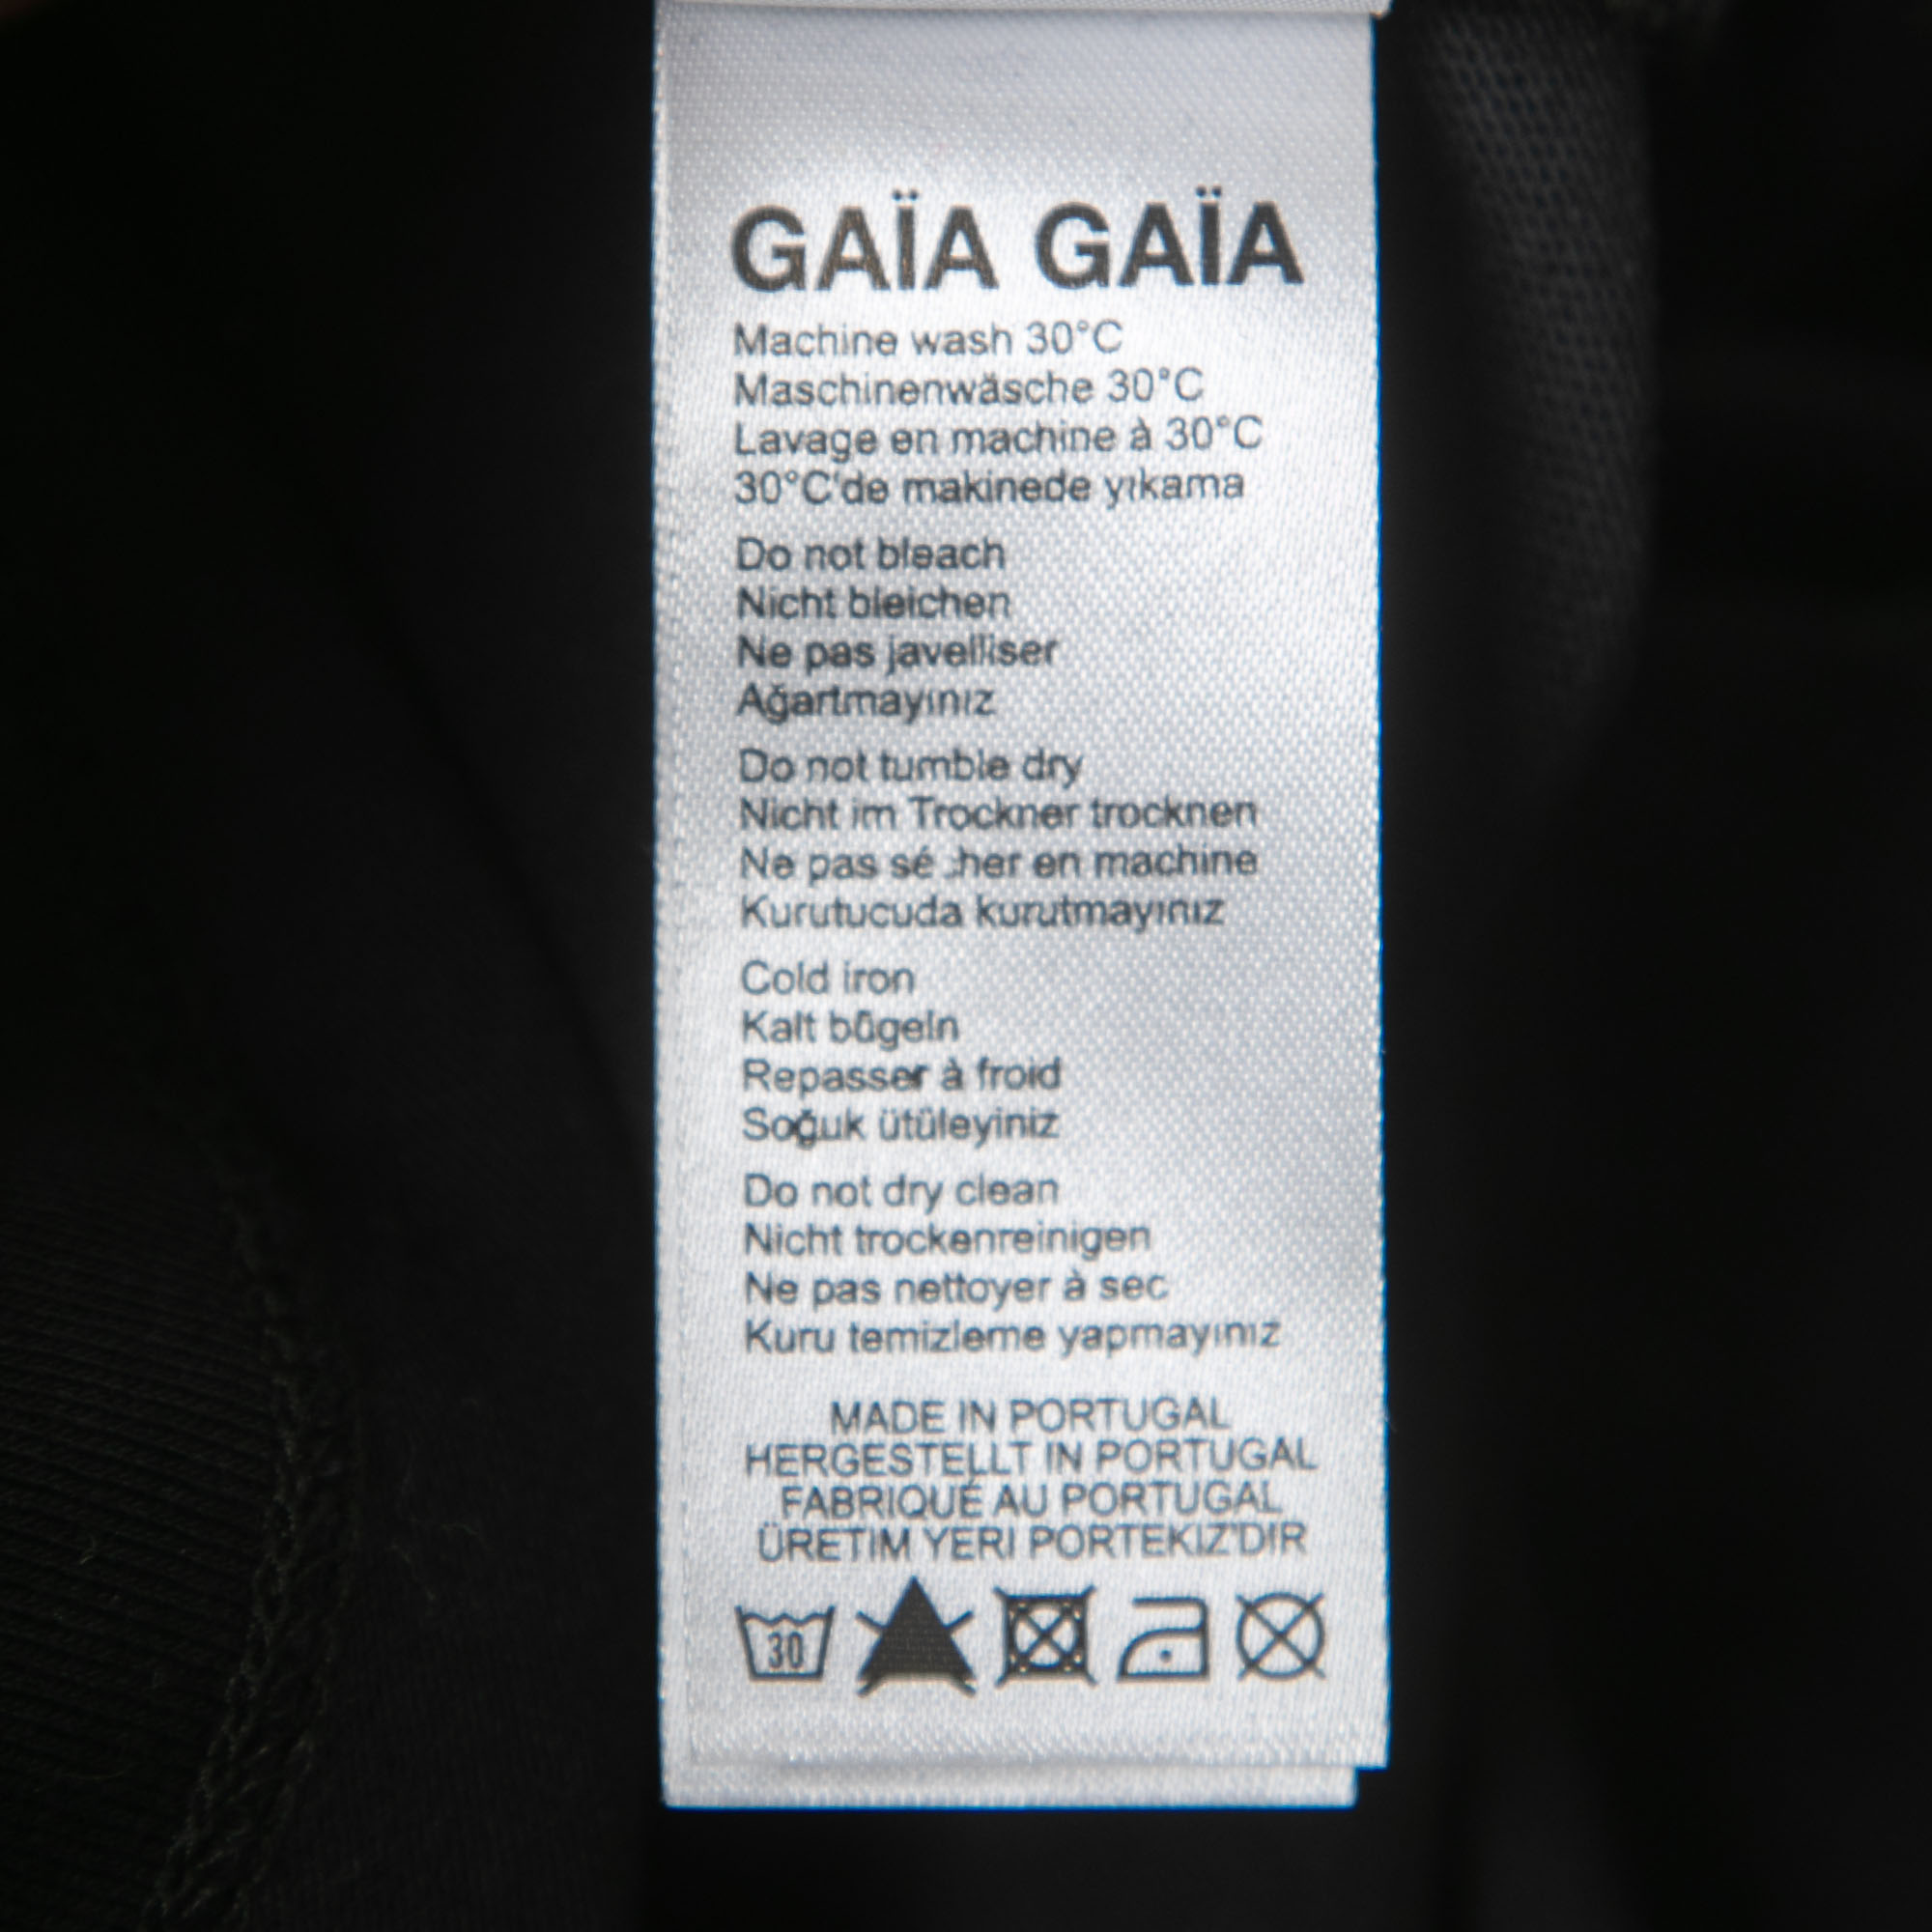 GAÏA GAÏA
Machine wash 30°C
Maschinenwäsche 30°C
Lavage en machine à 30°C
30°C'de makinede yıkama
Do not bleach
Nicht bleichen
Ne pas javelliser
Ağartmayınız
Do not tumble dry
Nicht im Trockner trocknen
Ne pas sécher en machine
Kurutucuda kurutmayınız
Cold iron
Kalt bügeln
Repasser à froid
Soğuk ütüleyiniz
Do not dry clean
Nicht trockenreinigen
Ne pas nettoyer à sec
Kuru temizleme yapmayınız
MADE IN PORTUGAL
HERGESTELLT IN PORTUGAL
FABRIQUÉ AU PORTUGAL
ÜRETIM YERI PORTEKIZ'DIR
30